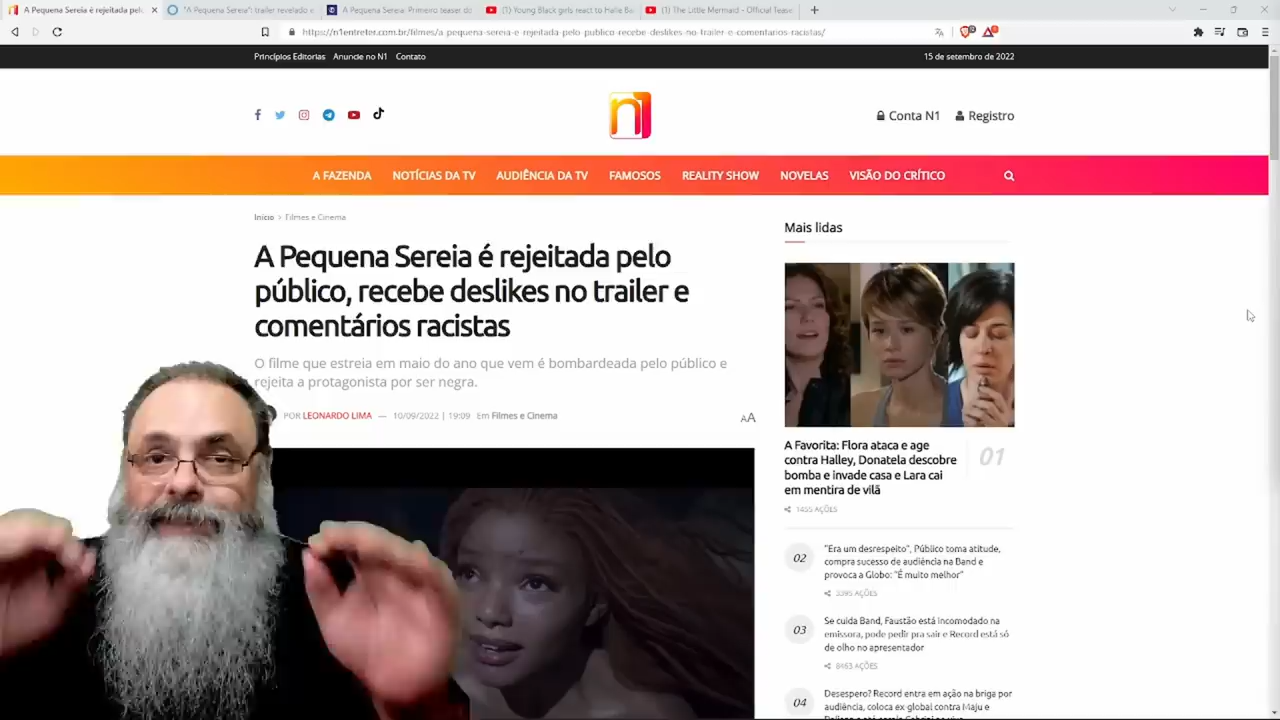 A Pequena Sereia é rejeitada pel
"A Pequena Sereia": trailer revelado e
A Pequena Sereia: Primeiro teaser do
(1) Young Black girls react to Halle Ba
(1) The Little Mermaid - Official Tease
https://n1entreter.com.br/filmes/a-pequena-sereia-e-rejeitada-pelo-publico-recebe-deslikes-no-trailer-e-comentarios-racistas/
Princípios Editorias Anuncie no N1 Contato
15 de setembro de 2022
n1
Conta N1 Registro
A FAZENDA NOTÍCIAS DA TV AUDIÊNCIA DA TV FAMOSOS REALITY SHOW NOVELAS VISÃO DO CRÍTICO
Início > Filmes e Cinema
A Pequena Sereia é rejeitada pelo
público, recebe deslikes no trailer e
comentários racistas
O filme que estreia em maio do ano que vem é bombardeada pelo público e
rejeita a protagonista por ser negra.
POR LEONARDO LIMA — 10/09/2022 | 19:09 Em Filmes e Cinema
AA
Mais lidas
A Favorita: Flora ataca e age
contra Halley, Donatela descobre
bomba e invade casa e Lara cai
em mentira de vilã
01
1455 AÇÕES
02
"Era um desrespeito", Público toma atitude,
compra sucesso de audiência na Band e
provoca a Globo: "É muito melhor"
3395 AÇÕES
03
Se cuida Band, Faustão está incomodado na
emissora, pode pedir pra sair e Record está só
de olho no apresentador
8463 AÇÕES
04
Desespero? Record entra em ação na briga por
audiência, coloca ex global contra Maju e